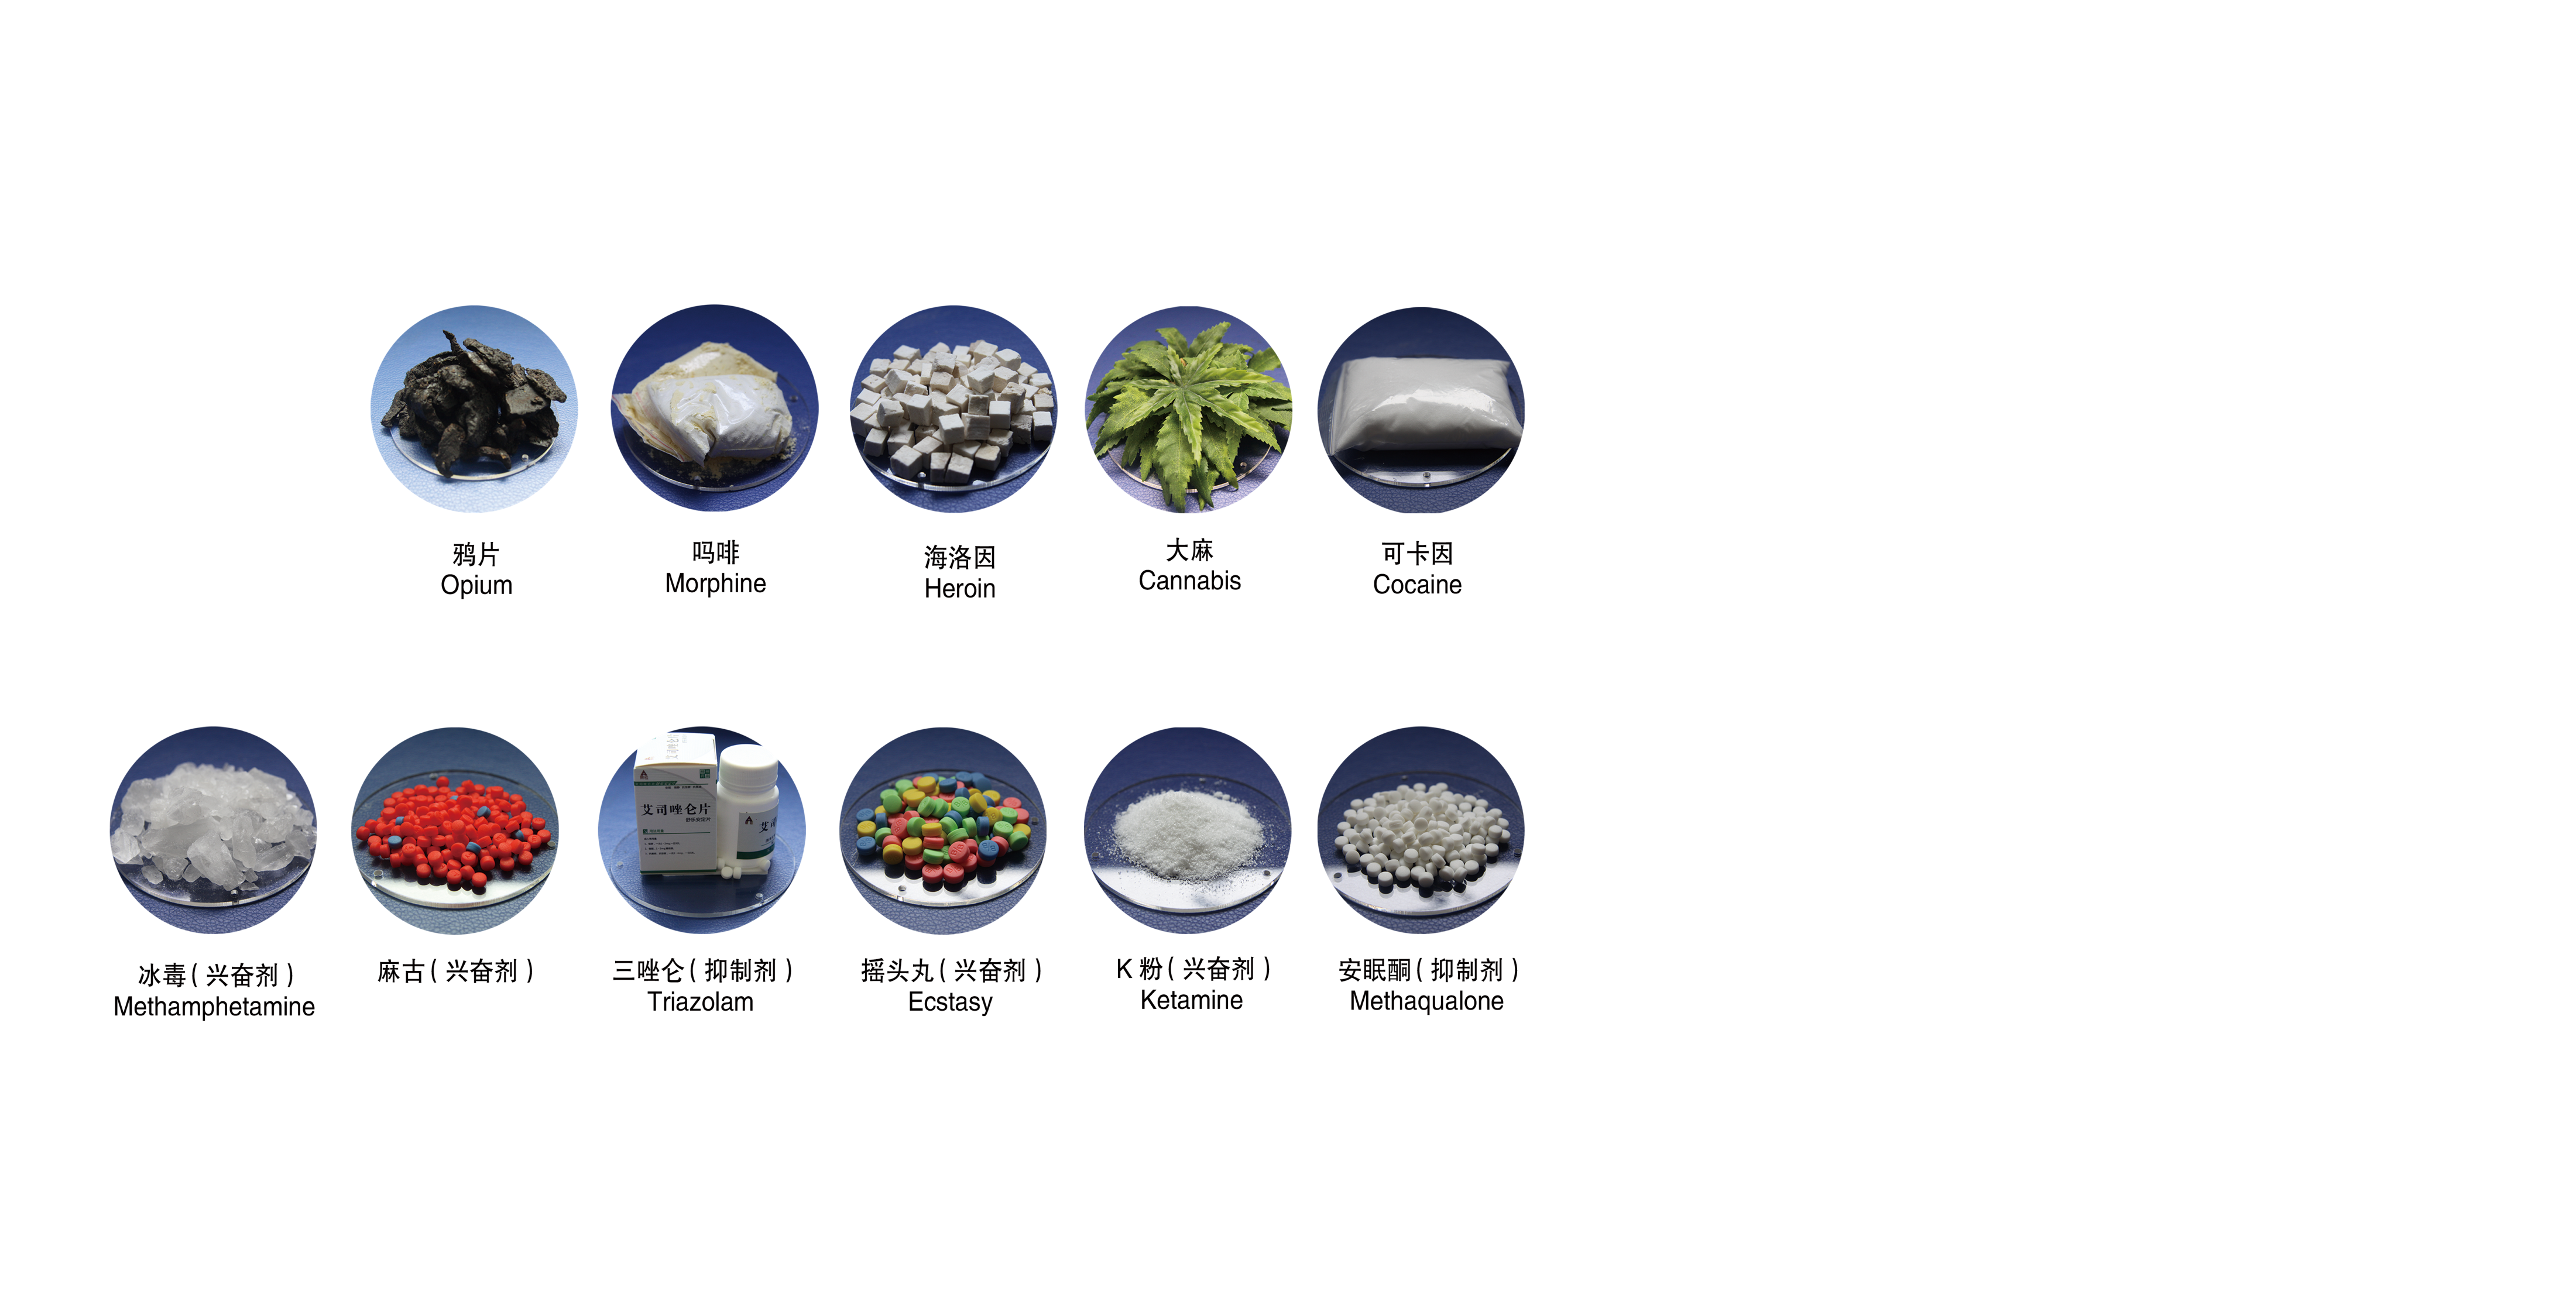 鸦片
Opium
吗啡
Morphine
海洛因
Heroin
大麻
Cannabis
可卡因
Cocaine
艾司唑仑片
冰毒(兴奋剂)
Methamphetamine
麻古(兴奋剂)
三唑仑(抑制剂)
Triazolam
摇头丸(兴奋剂)
Ecstasy
K 粉(兴奋剂)
Ketamine
安眠酮(抑制剂)
Methaqualone